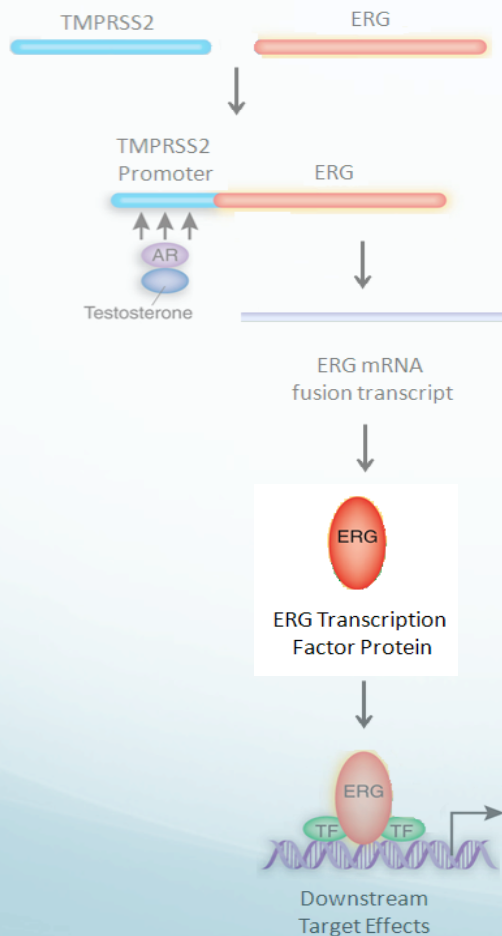 TMPRSS2
ERG
TMPRSS2
Promoter
ERG
AR
Testosterone
ERG mRNA
fusion transcript
ERG
ERG Transcription
Factor Protein
ERG
TF
TF
Downstream
Target Effects